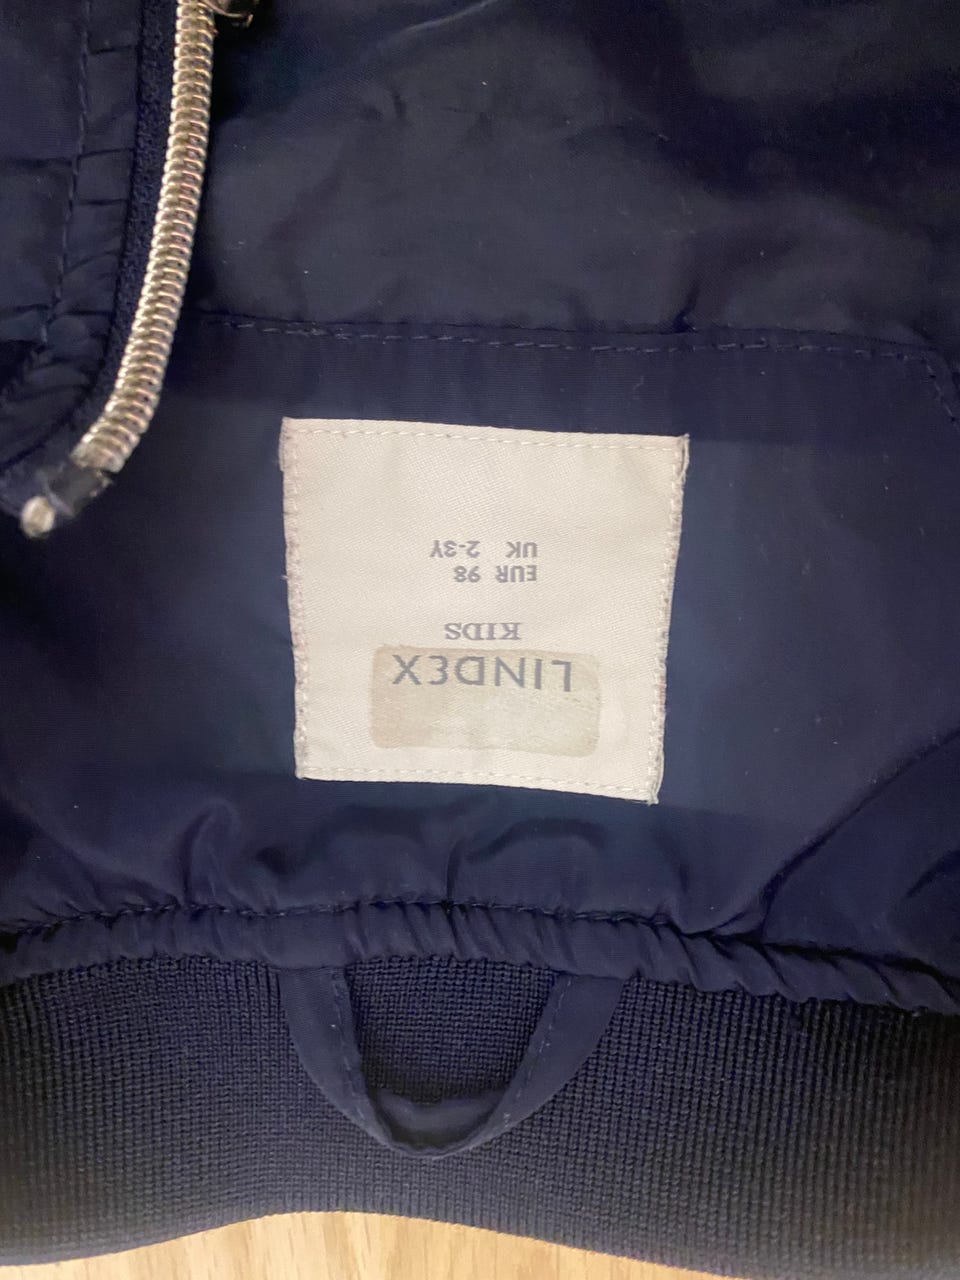 LINDEX
KIDS
EUR 98
UK 2-3Y